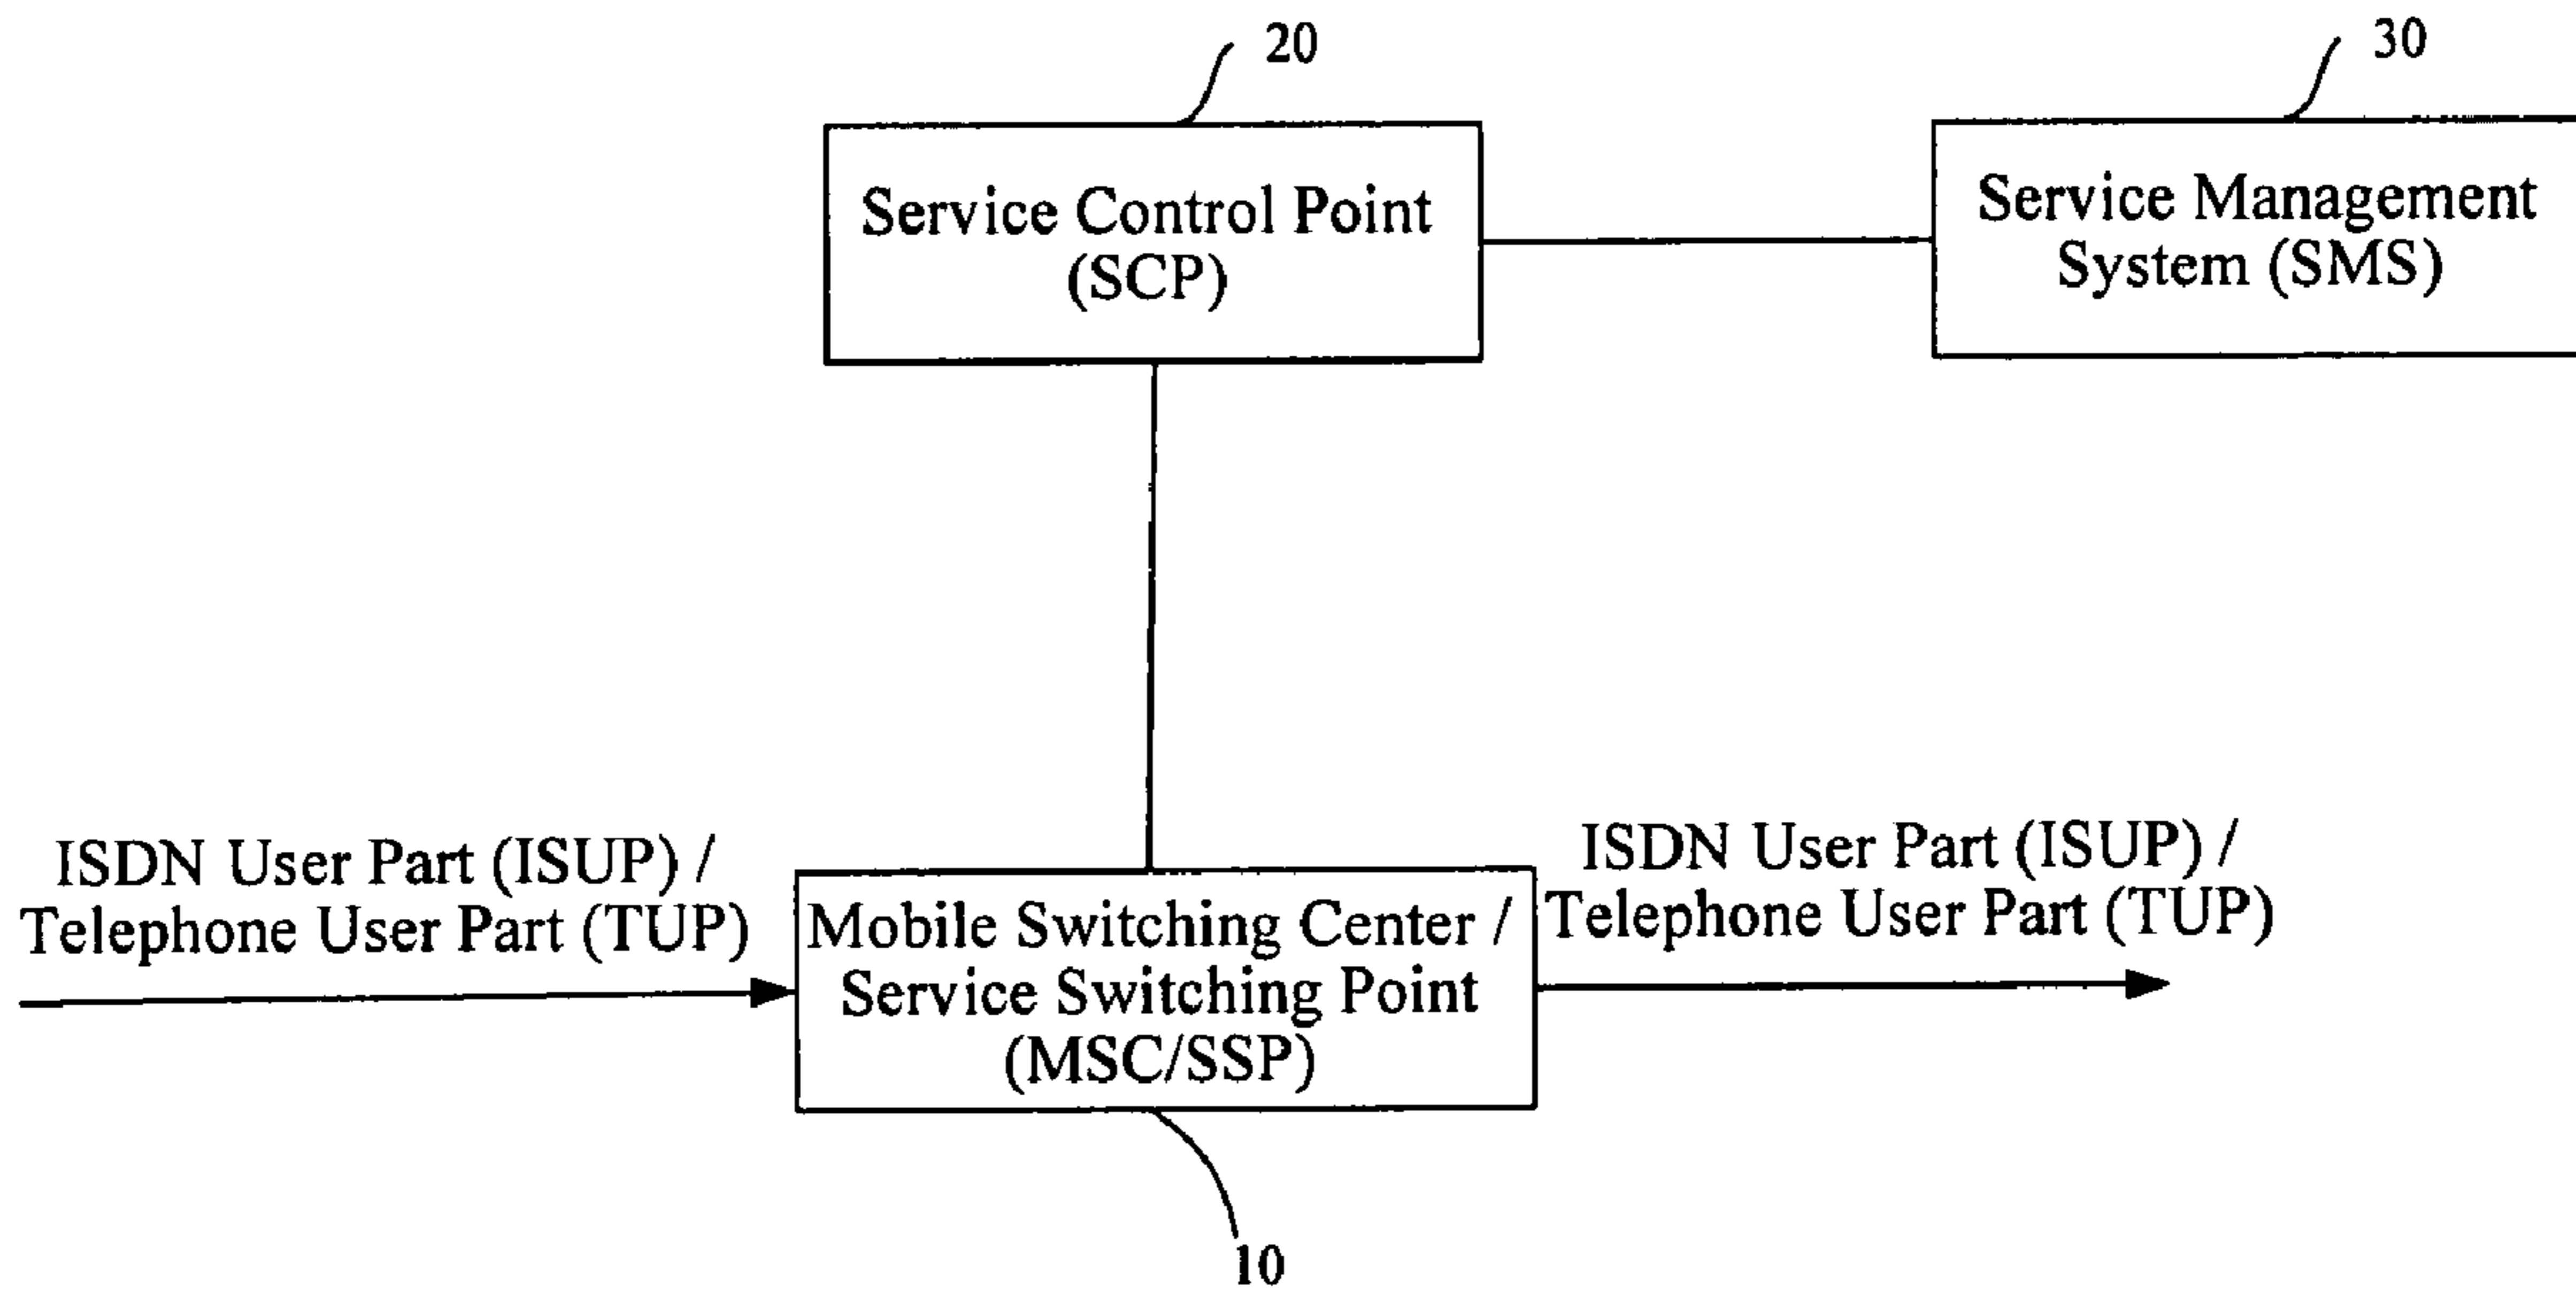 20
30
Service Control Point
(SCP)
Service Management
System (SMS)
ISDN User Part (ISUP) /
Telephone User Part (TUP)
Mobile Switching Center /
Service Switching Point
(MSC/SSP)
ISDN User Part (ISUP) /
Telephone User Part (TUP)
10